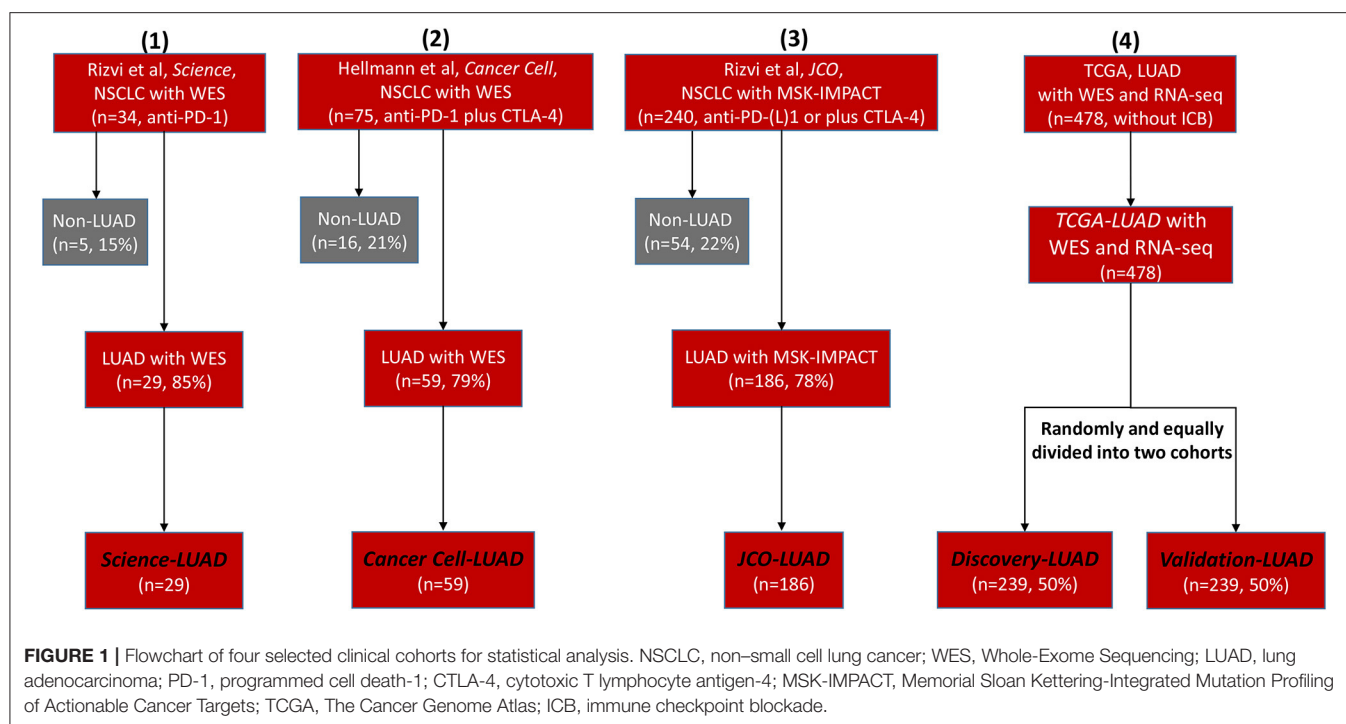 (1)
Rizvi et al, Science,
NSCLC with WES
(n=34, anti-PD-1)
Non-LUAD
(n=5, 15%)
LUAD with WES
(n=29, 85%)
Science-LUAD
(n=29)
(2)
Hellmann et al, Cancer Cell,
NSCLC with WES
(n=75, anti-PD-1 plus CTLA-4)
Non-LUAD
(n=16, 21%)
LUAD with WES
(n=59, 79%)
Cancer Cell-LUAD
(n=59)
(3)
Rizvi et al, JCO,
NSCLC with MSK-IMPACT
(n=240, anti-PD-(L)1 or plus CTLA-4)
Non-LUAD
(n=54, 22%)
LUAD with MSK-IMPACT
(n=186, 78%)
JCO-LUAD
(n=186)
(4)
TCGA, LUAD
with WES and RNA-seq
(n=478, without ICB)
TCGA-LUAD with
WES and RNA-seq
(n=478)
Randomly and equally
divided into two cohorts
Discovery-LUAD
(n=239, 50%)
Validation-LUAD
(n=239, 50%)
FIGURE 1 | Flowchart of four selected clinical cohorts for statistical analysis. NSCLC, non–small cell lung cancer; WES, Whole-Exome Sequencing; LUAD, lung
adenocarcinoma; PD-1, programmed cell death-1; CTLA-4, cytotoxic T lymphocyte antigen-4; MSK-IMPACT, Memorial Sloan Kettering-Integrated Mutation Profiling
of Actionable Cancer Targets; TCGA, The Cancer Genome Atlas; ICB, immune checkpoint blockade.